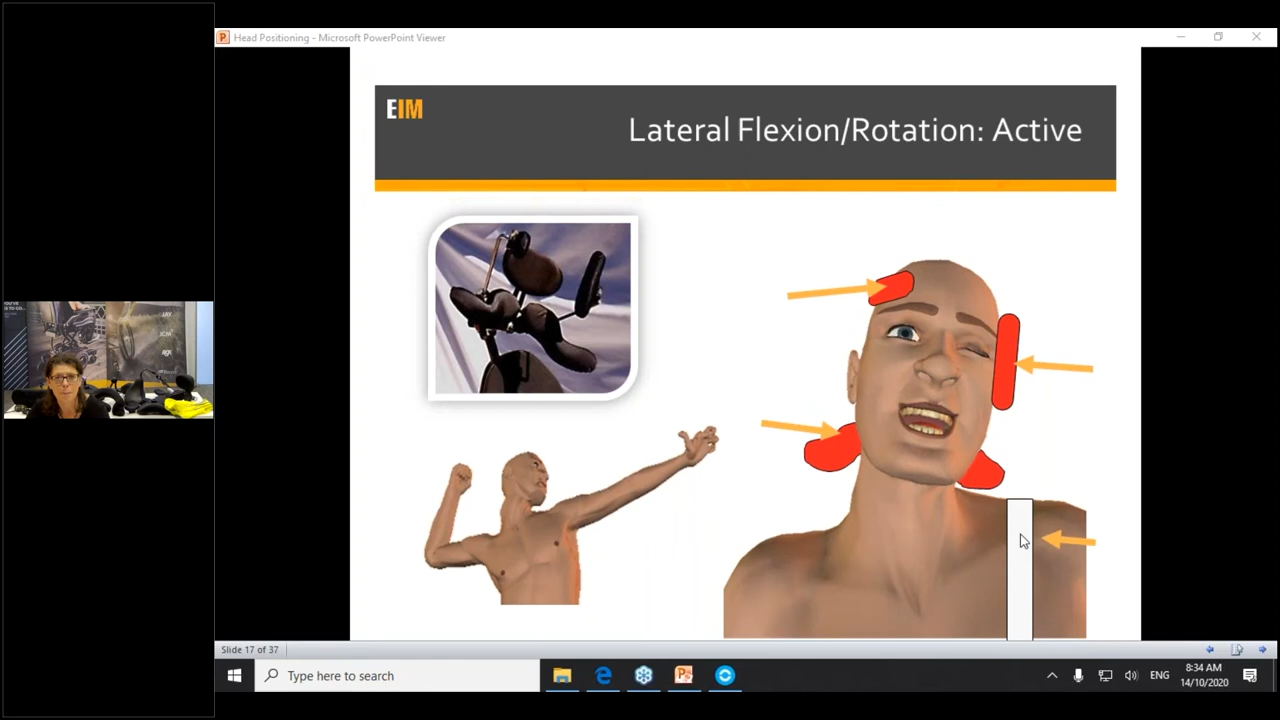 Head Positioning - Microsoft PowerPoint Viewer
EIM
Lateral Flexion/Rotation: Active
JAY
Slide 17 of 37
Type here to search
ENG
8:34 AM
14/10/2020